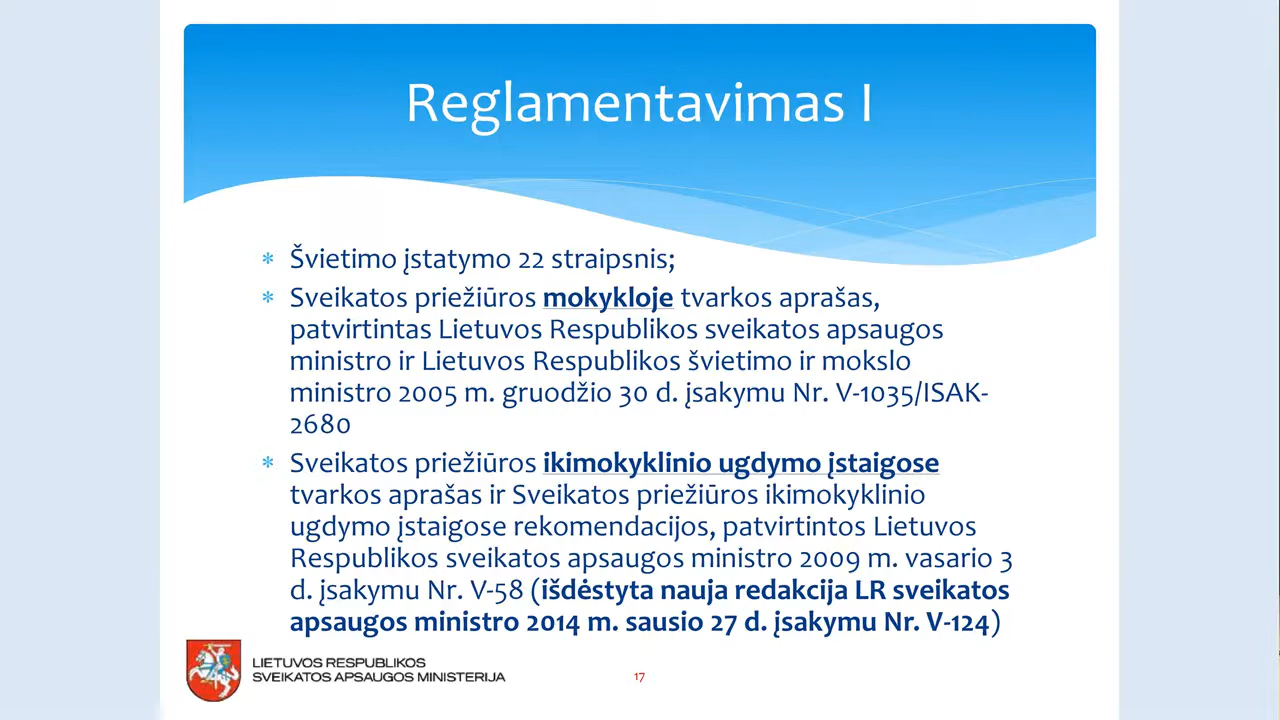 Reglamentavimas I
* Švietimo įstatymo 22 straipsnis;
* Sveikatos priežiūros mokykloje tvarkos aprašas,
patvirtintas Lietuvos Respublikos sveikatos apsaugos
ministro ir Lietuvos Respublikos švietimo ir mokslo
ministro 2005 m. gruodžio 30 d. įsakymu Nr. V-1035/ISAK-
2680
* Sveikatos priežiūros ikimokyklinio ugdymo įstaigose
tvarkos aprašas ir Sveikatos priežiūros ikimokyklinio
ugdymo įstaigose rekomendacijos, patvirtintos Lietuvos
Respublikos sveikatos apsaugos ministro 2009 m. vasario 3
d. įsakymu Nr. V-58 (išdėstyta nauja redakcija LR sveikatos
apsaugos ministro 2014 m. sausio 27 d. įsakymu Nr. V-124)
LIETUVOS RESPUBLIKOS
SVEIKATOS APSAUGOS MINISTERIJA
17